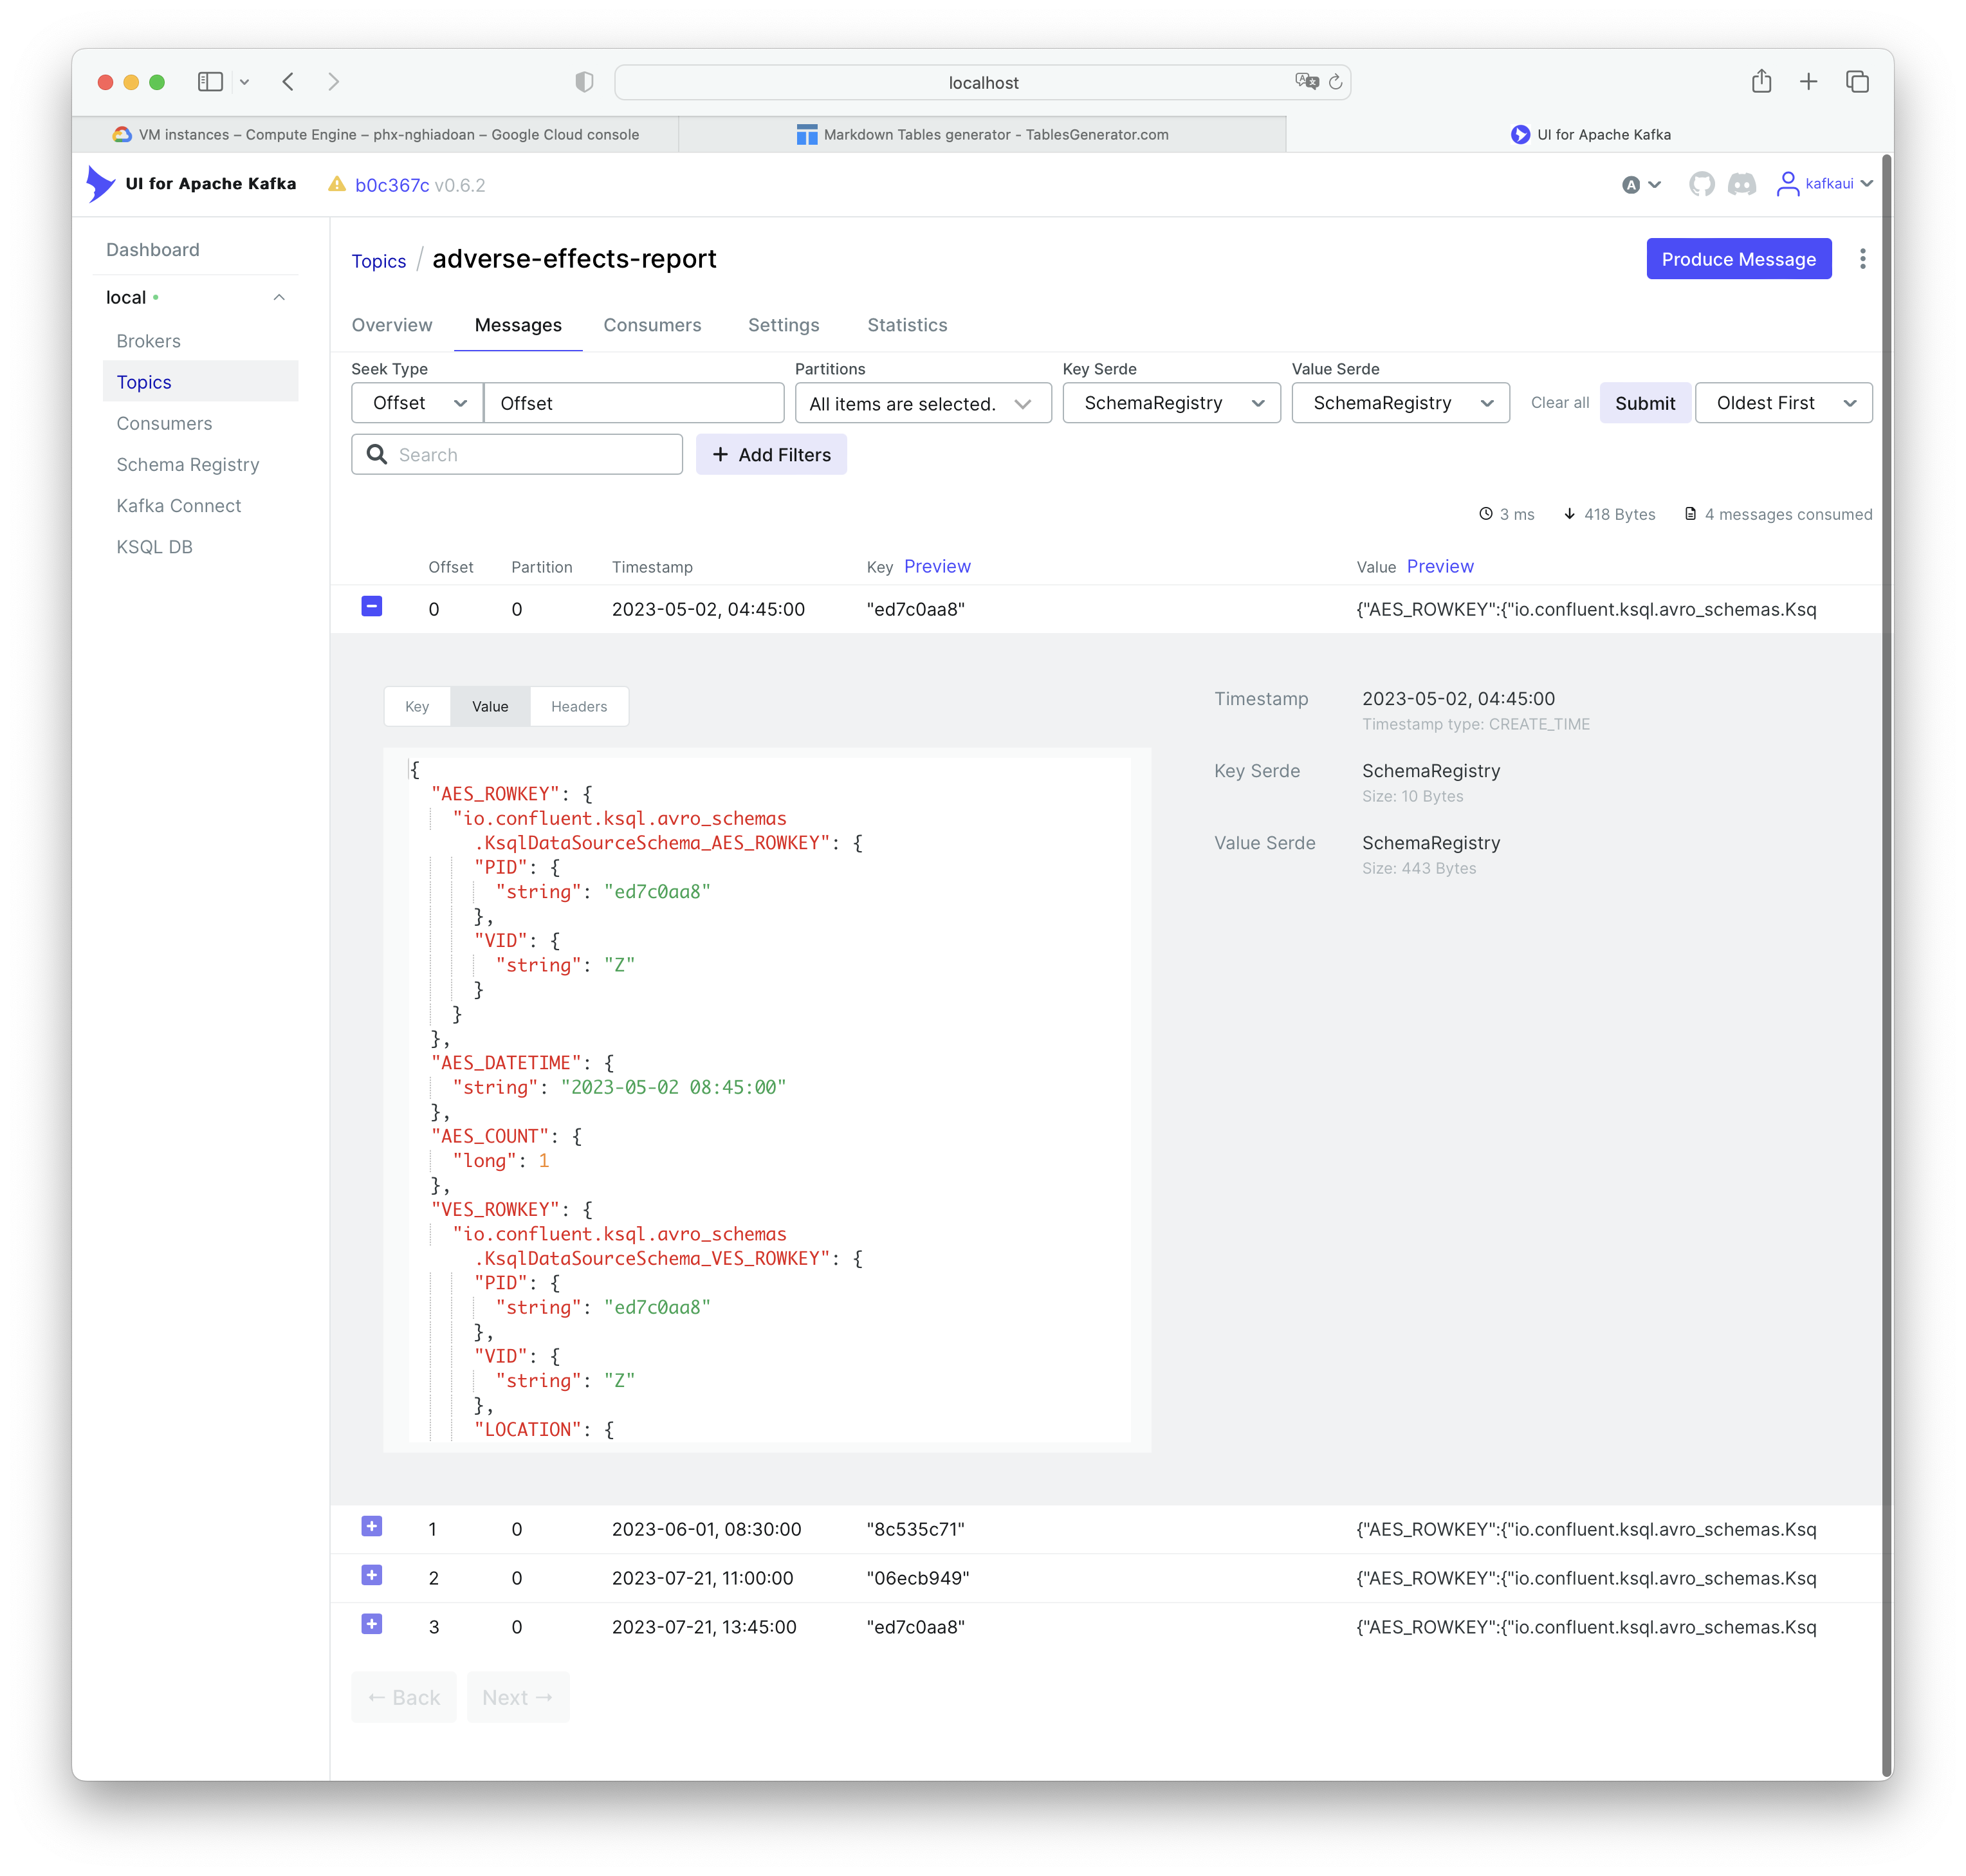 localhost
VM instances – Compute Engine – phx-nghiadoan – Google Cloud console
Markdown Tables generator - TablesGenerator.com
UI for Apache Kafka
UI for Apache Kafka
b0c367c v0.6.2
A
kafkaui
Dashboard
local
Brokers
Topics
Consumers
Schema Registry
Kafka Connect
KSQL DB
Topics / adverse-effects-report
Produce Message
Overview Messages Consumers Settings Statistics
Seek Type Partitions Key Serde Value Serde
Offset Offset All items are selected. SchemaRegistry SchemaRegistry Clear all Submit Oldest First
Search + Add Filters
3 ms 418 Bytes 4 messages consumed
Offset Partition Timestamp Key Preview Value Preview
0 0 2023-05-02, 04:45:00 "ed7c0aa8" {"AES_ROWKEY":{"io.confluent.ksql.avro_schemas.Ksq
Key Value Headers
{
"AES_ROWKEY": {
"io.confluent.ksql.avro_schemas
.KsqlDataSourceSchema_AES_ROWKEY": {
"PID": {
"string": "ed7c0aa8"
},
"VID": {
"string": "Z"
}
}
},
"AES_DATETIME": {
"string": "2023-05-02 08:45:00"
},
"AES_COUNT": {
"long": 1
},
"VES_ROWKEY": {
"io.confluent.ksql.avro_schemas
.KsqlDataSourceSchema_VES_ROWKEY": {
"PID": {
"string": "ed7c0aa8"
},
"VID": {
"string": "Z"
},
"LOCATION": {
Timestamp 2023-05-02, 04:45:00
Timestamp type: CREATE_TIME
Key Serde SchemaRegistry
Size: 10 Bytes
Value Serde SchemaRegistry
Size: 443 Bytes
1 0 2023-06-01, 08:30:00 "8c535c71" {"AES_ROWKEY":{"io.confluent.ksql.avro_schemas.Ksq
2 0 2023-07-21, 11:00:00 "06ecb949" {"AES_ROWKEY":{"io.confluent.ksql.avro_schemas.Ksq
3 0 2023-07-21, 13:45:00 "ed7c0aa8" {"AES_ROWKEY":{"io.confluent.ksql.avro_schemas.Ksq
← Back Next →